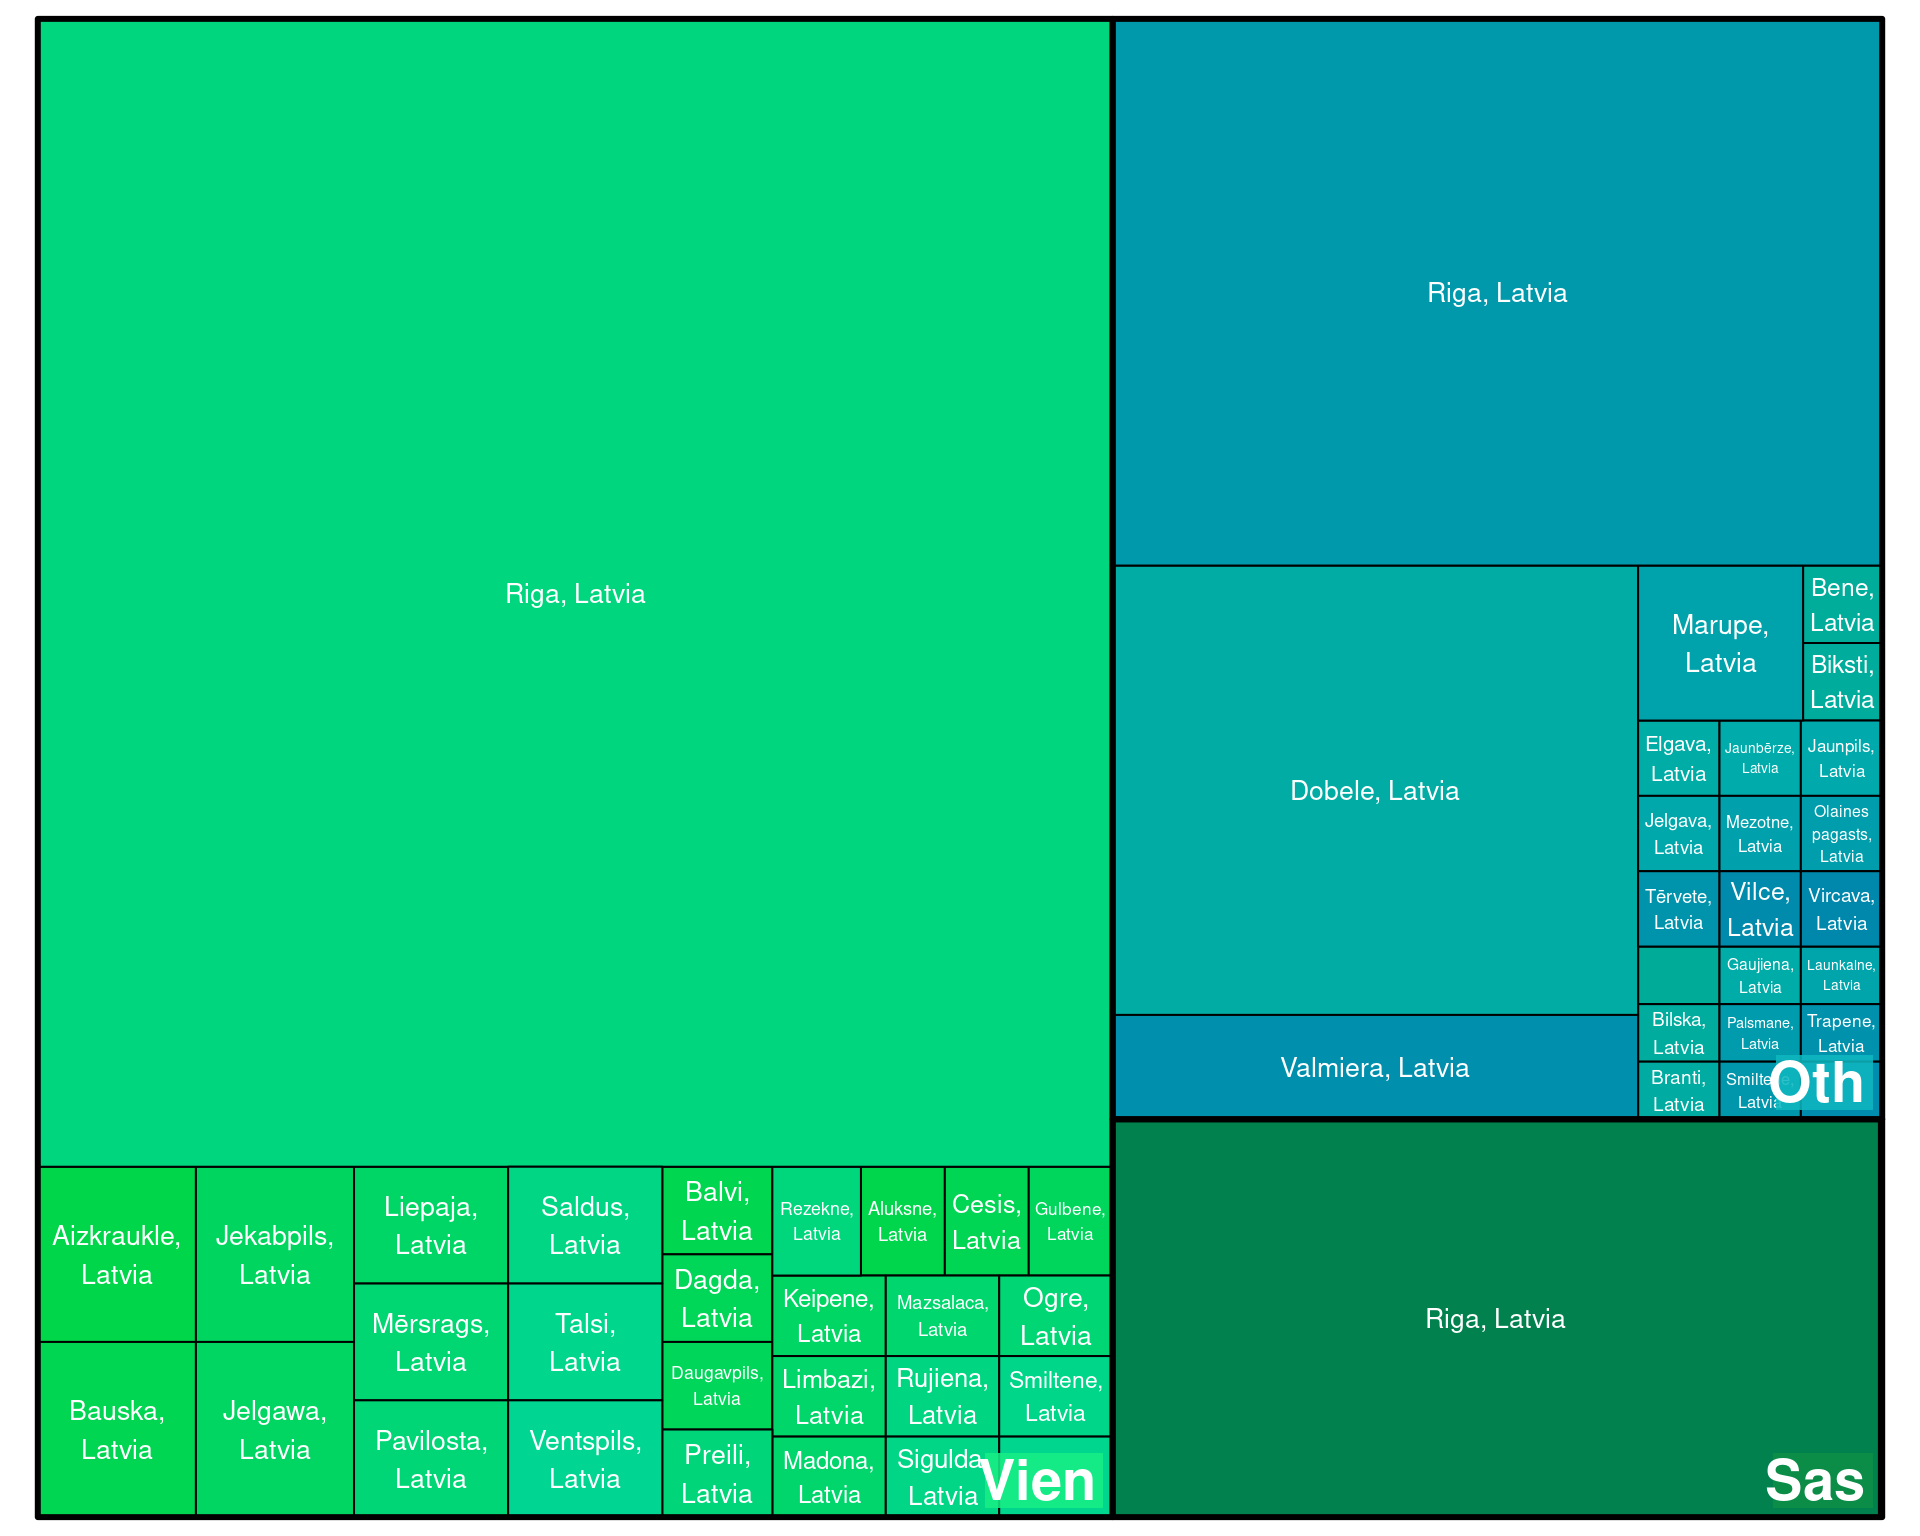 Riga, Latvia
Aizkraukle,
Latvia
Bauska,
Latvia
Jekabpils,
Latvia
Jelgawa,
Latvia
Liepaja,
Latvia
Mērsrags,
Latvia
Pavilosta,
Latvia
Saldus,
Latvia
Talsi,
Latvia
Ventspils,
Latvia
Balvi,
Latvia
Dagda,
Latvia
Daugavpils,
Latvia
Preili,
Latvia
Rezekne,
Latvia
Aluksne,
Latvia
Cesis,
Latvia
Gulbene,
Latvia
Keipene,
Latvia
Limbazi,
Latvia
Madona,
Latvia
Mazsalaca,
Latvia
Rujiena,
Latvia
Sigulda,
Latvia
Ogre,
Latvia
Smiltene,
Latvia
Vien
Riga, Latvia
Dobele, Latvia
Valmiera, Latvia
Marupe,
Latvia
Bene,
Latvia
Biksti,
Latvia
Elgava,
Latvia
Jaunbērze,
Latvia
Jaunpils,
Latvia
Jelgava,
Latvia
Mezotne,
Latvia
Olaines
pagasts,
Latvia
Tērvete,
Latvia
Vilce,
Latvia
Vircava,
Latvia
Gaujiena,
Latvia
Launkalne,
Latvia
Bilska,
Latvia
Palsmane,
Latvia
Trapene,
Latvia
Branti,
Latvia
Smiltene,
Latvia
Oth
Riga, Latvia
Sas